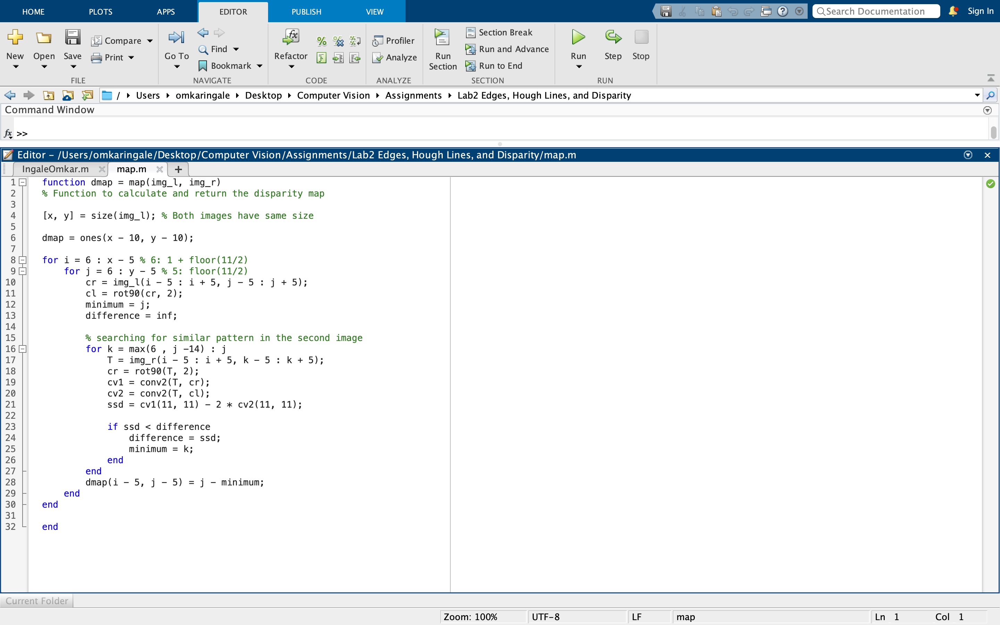 HOME PLOTS APPS EDITOR PUBLISH VIEW Search Documentation Sign In
New Open Save Compare Print FILE
Go To Find Bookmark NAVIGATE
Refactor CODE
Profiler Analyze ANALYZE
Run Section Section Break Run and Advance Run to End SECTION
Run Step Stop RUN
/ Users omkaringale Desktop Computer Vision Assignments Lab2 Edges, Hough Lines, and Disparity
Command Window
fx >>
Editor – /Users/omkaringale/Desktop/Computer Vision/Assignments/Lab2 Edges, Hough Lines, and Disparity/map.m
IngaleOmkar.m map.m +
1 function dmap = map(img_l, img_r)
2 % Function to calculate and return the disparity map
3
4 [x, y] = size(img_l); % Both images have same size
5
6 dmap = ones(x - 10, y - 10);
7
8 for i = 6 : x - 5 % 6: 1 + floor(11/2)
9 for j = 6 : y - 5 % 5: floor(11/2)
10 cr = img_l(i - 5 : i + 5, j - 5 : j + 5);
11 cl = rot90(cr, 2);
12 minimum = j;
13 difference = inf;
14
15 % searching for similar pattern in the second image
16 for k = max(6 , j -14) : j
17 T = img_r(i - 5 : i + 5, k - 5 : k + 5);
18 cr = rot90(T, 2);
19 cv1 = conv2(T, cr);
20 cv2 = conv2(T, cl);
21 ssd = cv1(11, 11) - 2 * cv2(11, 11);
22
23 if ssd < difference
24 difference = ssd;
25 minimum = k;
26 end
27 end
28 dmap(i - 5, j - 5) = j - minimum;
29 end
30 end
31
32 end
Current Folder
Zoom: 100% UTF-8 LF map Ln 1 Col 1